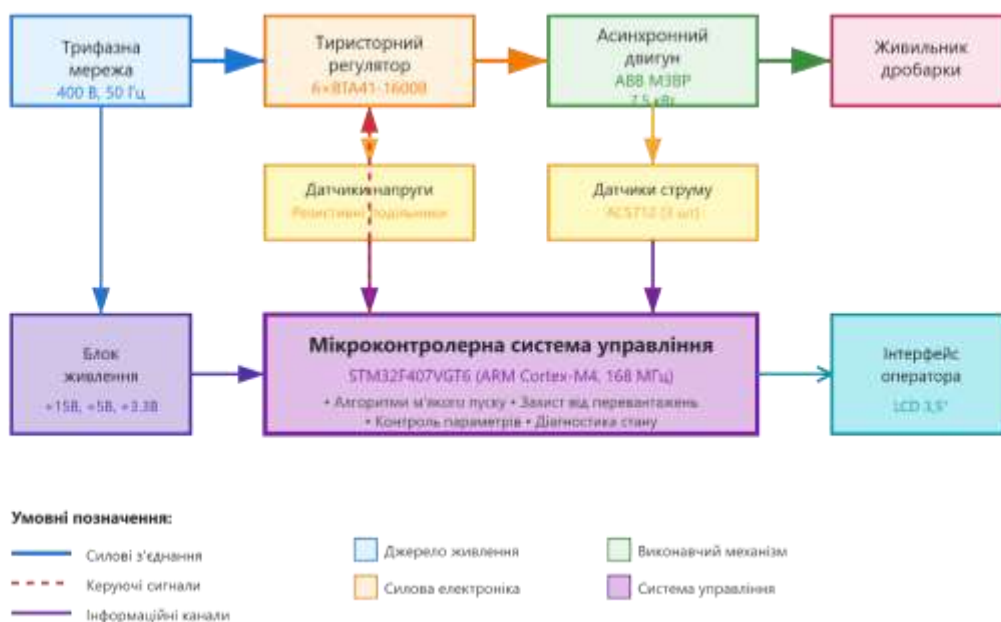 Трифазна
мережа
400 В, 50 Гц
Тиристорний
регулятор
6×BTA41-1600B
Асинхронний
двигун
ABB M3BP
7,5 кВт
Живильник
дробарки
Датчики напруги
Резистивні подільники
Датчики струму
ACS712 (3 шт)
Блок
живлення
+15В, +5В, +3.3В
Мікроконтролерна система управління
STM32F407VGT6 (ARM Cortex-M4, 168 МГц)
• Алгоритми м'якого пуску • Захист від перевантажень
• Контроль параметрів • Діагностика стану
Інтерфейс
оператора
LCD 3,5"
Умовні позначення:
Силові з'єднання
Керуючі сигнали
Інформаційні канали
Джерело живлення
Силова електроніка
Виконавчий механізм
Система управління